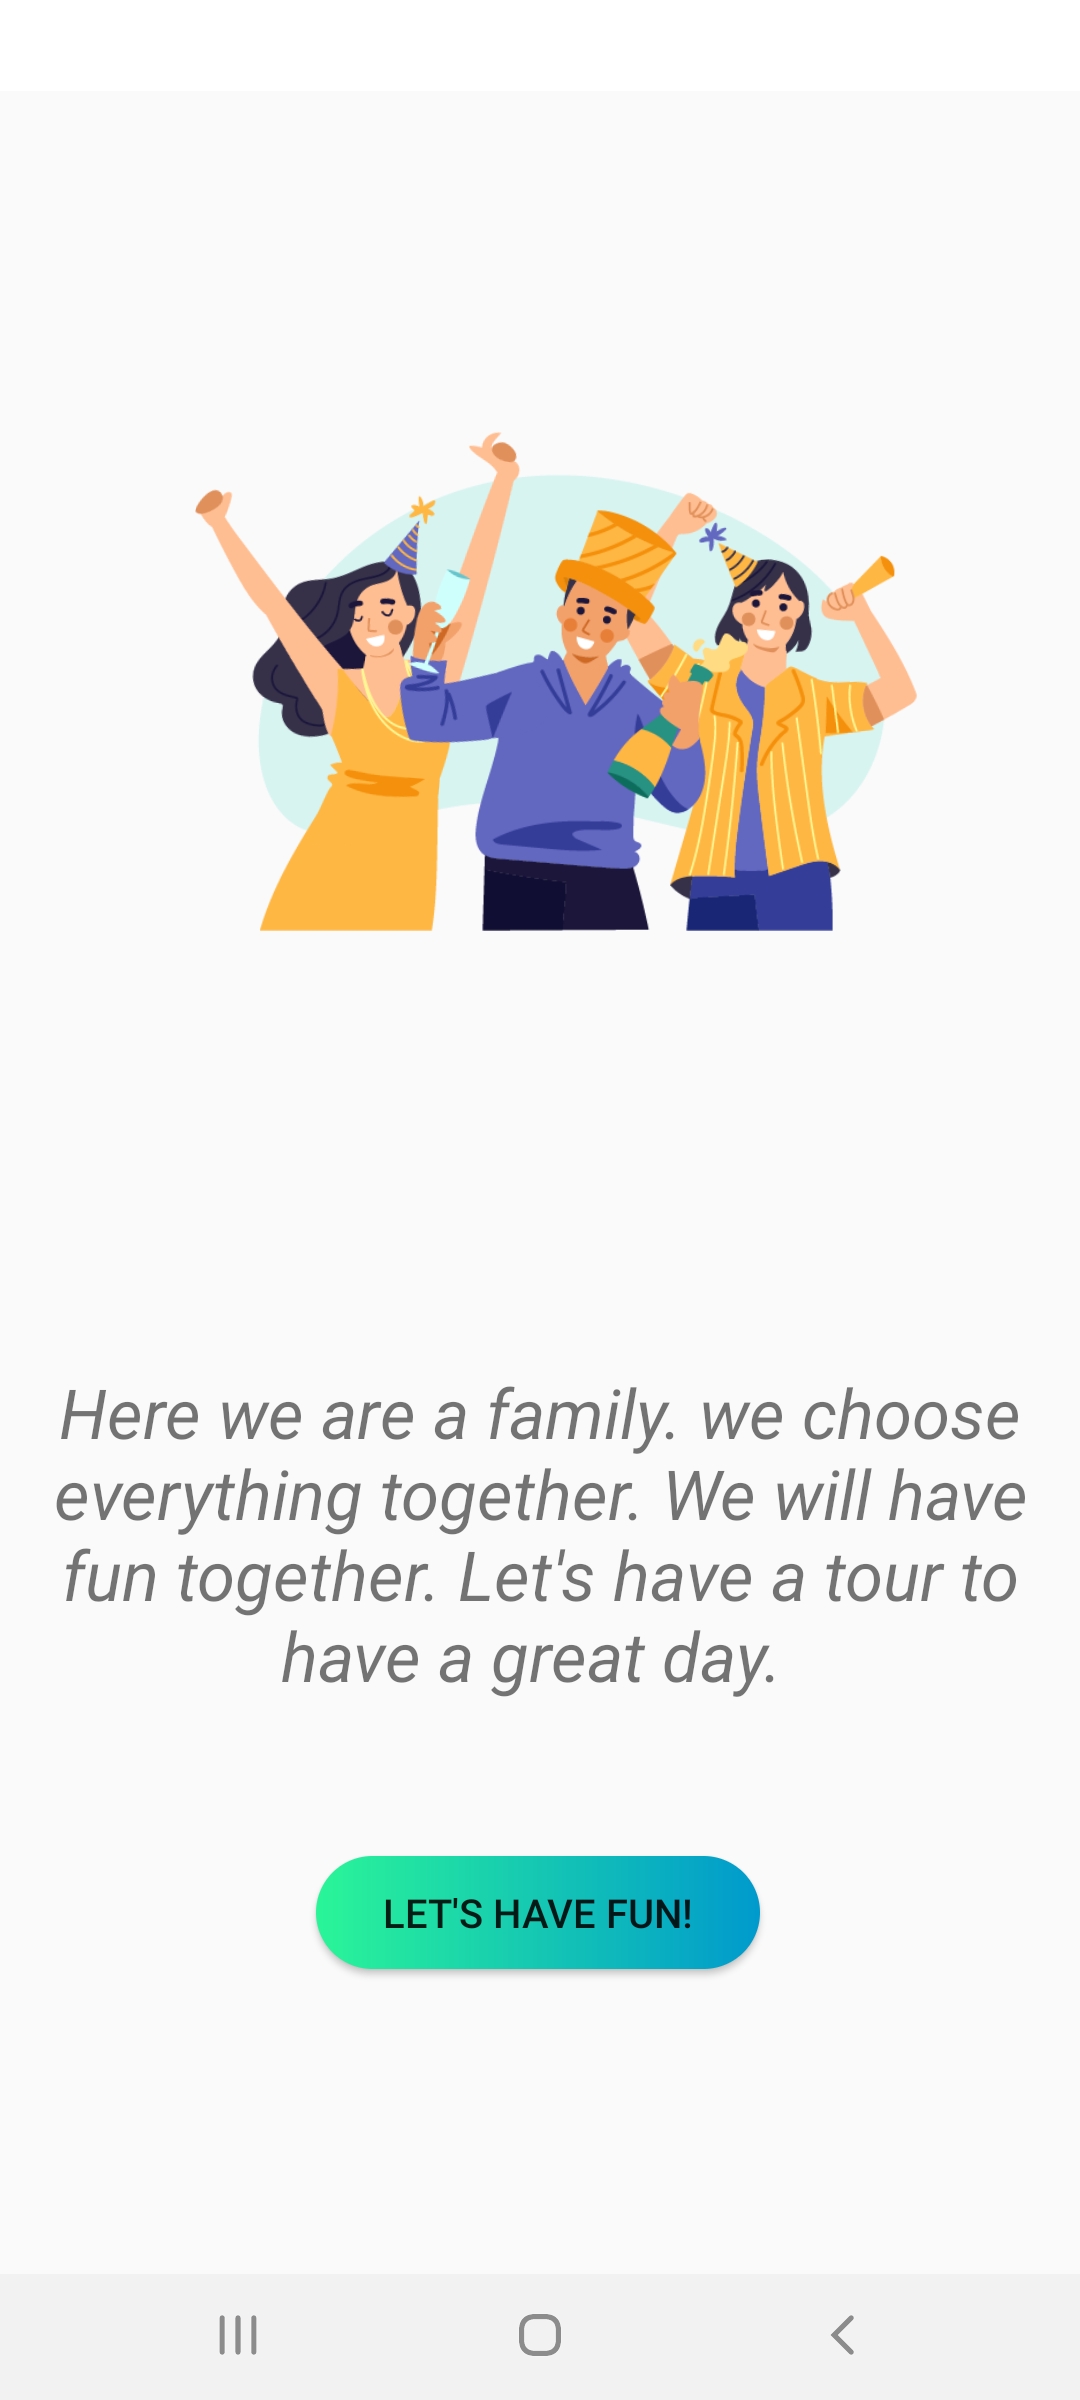 Here we are a family. we choose
everything together. We will have
fun together. Let's have a tour to
have a great day.
LET'S HAVE FUN!